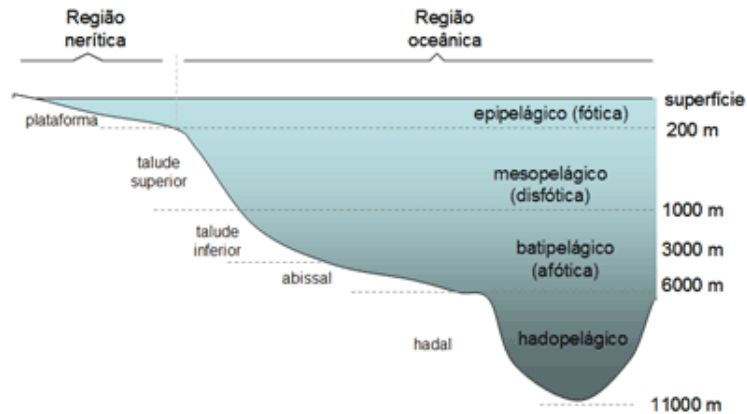 Região
nerítica
Região
oceânica
superfície
epipelágico (fótica)
plataforma
200 m
talude
superior
mesopelágico
(disfótica)
1000 m
talude
inferior
batipelágico
(afótica)
3000 m
abissal
6000 m
hadal
hadopelágico
11000 m